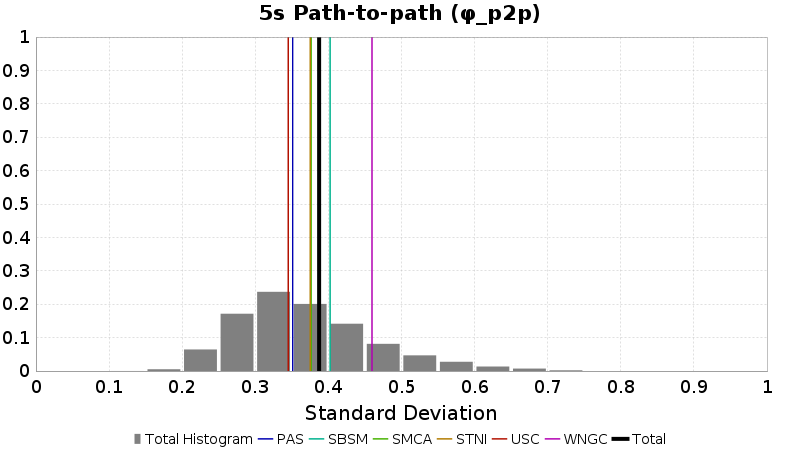 5s Path-to-path (φ_p2p)
1
0.9
0.8
0.7
0.6
0.5
0.4
0.3
0.2
0.1
0
0 0.1 0.2 0.3 0.4 0.5 0.6 0.7 0.8 0.9 1
Standard Deviation
Total Histogram PAS SBSM SMCA STNI USC WNGC Total